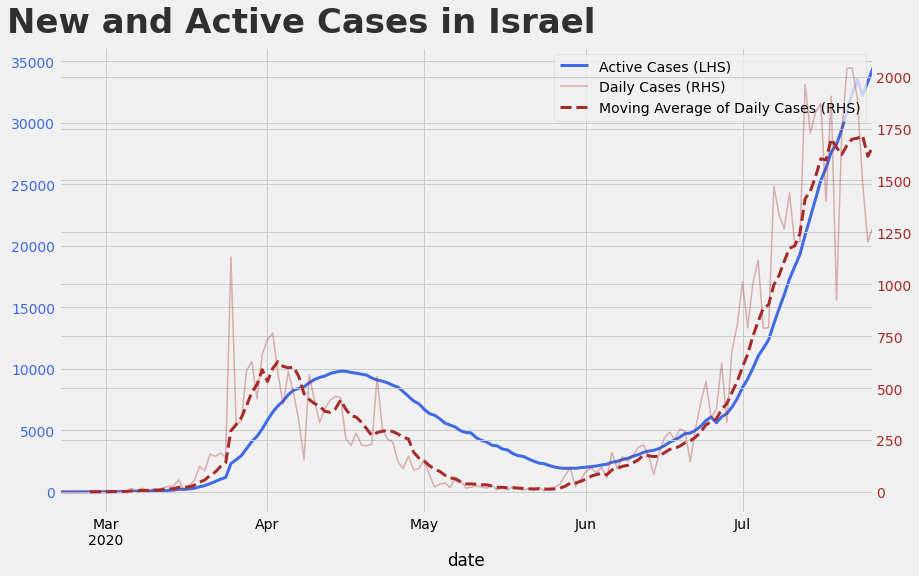 New and Active Cases in Israel
Active Cases (LHS)
Daily Cases (RHS)
Moving Average of Daily Cases (RHS)
35000
30000
25000
20000
15000
10000
5000
0
2000
1750
1500
1250
1000
750
500
250
0
Mar
2020
Apr
May
Jun
Jul
date